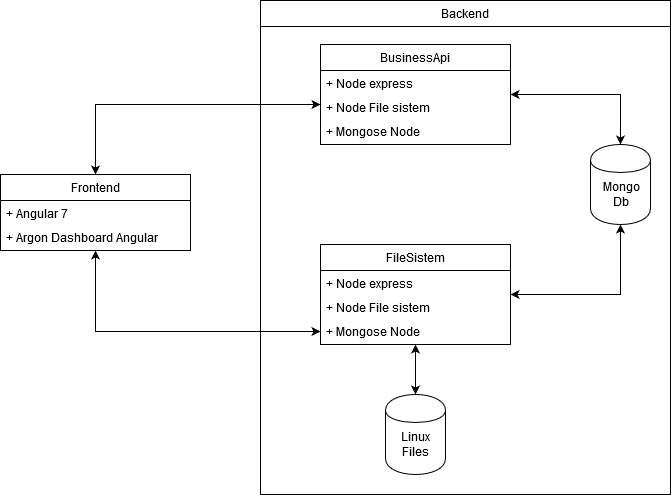 Backend
BusinessApi
+ Node express
+ Node File sistem
+ Mongose Node
Frontend
+ Angular 7
+ Argon Dashboard Angular
Mongo
Db
FileSistem
+ Node express
+ Node File sistem
+ Mongose Node
Linux
Files